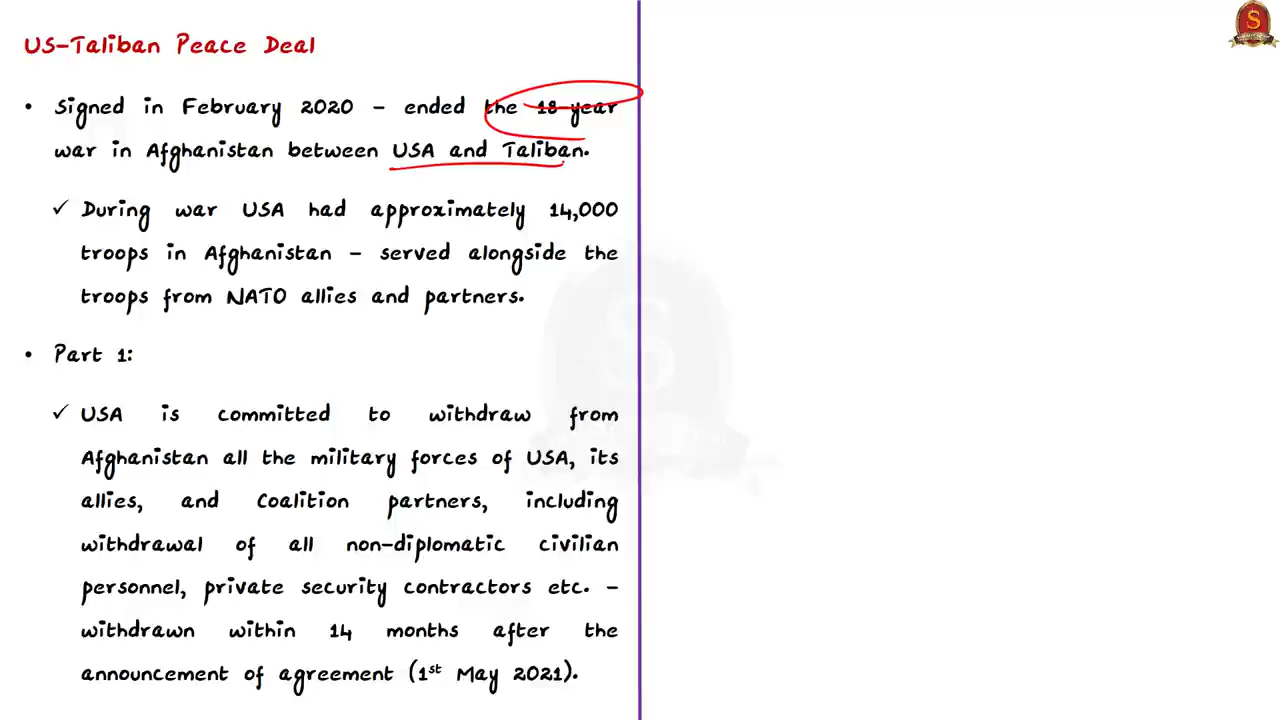 US-Taliban Peace Deal
• Signed in February 2020 – ended the 18-year
war in Afghanistan between USA and Taliban.
✓ During war USA had approximately 14,000
troops in Afghanistan – served alongside the
troops from NATO allies and partners.
• Part 1:
✓ USA is committed to withdraw from
Afghanistan all the military forces of USA, its
allies, and Coalition partners, including
withdrawal of all non-diplomatic civilian
personnel, private security contractors etc. –
withdrawn within 14 months after the
announcement of agreement (1st May 2021).